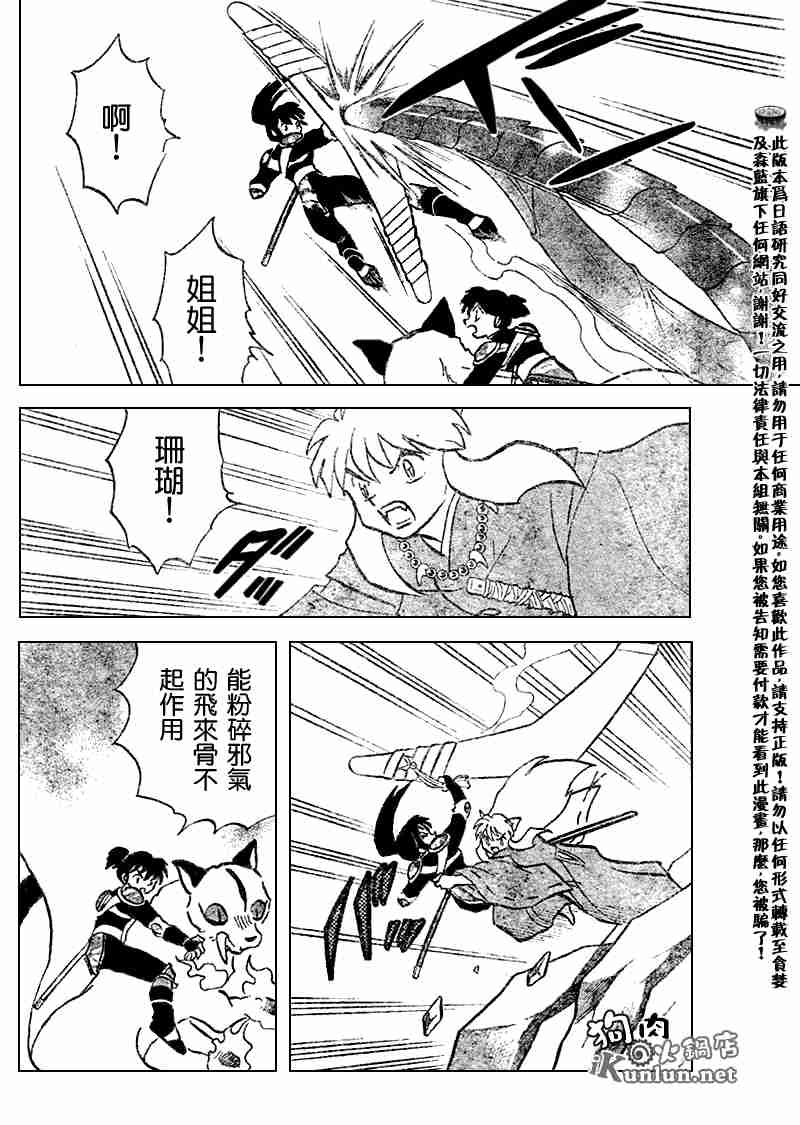 啊！
姐姐！
珊瑚！
能粉碎邪氣
的飛來骨不
起作用
此版本爲日語研究同好交流之用，請勿用于任何商業用途。如您喜歡此作品，請支持正版！請勿以任何形式轉載至貪婪
及森藍旗下任何網站，謝謝！一切法律責任與本組無關。如果您被告知需要付款才能看到此漫畫，那麼，您被騙了！
狗肉
火鍋店
Kunlun.net